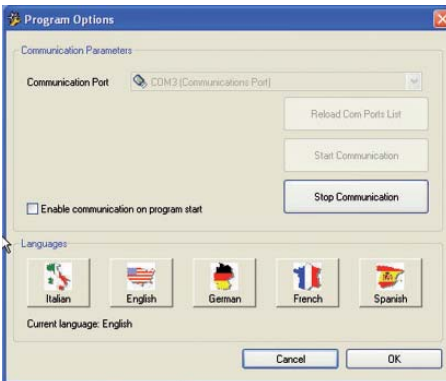 Program Options
Communication Parameters
Communication Port COM3 (Communications Port)
Reload Com Ports List
Start Communication
Stop Communication
Enable communication on program start
Languages
Italian English German French Spanish
Current language: English
Cancel OK